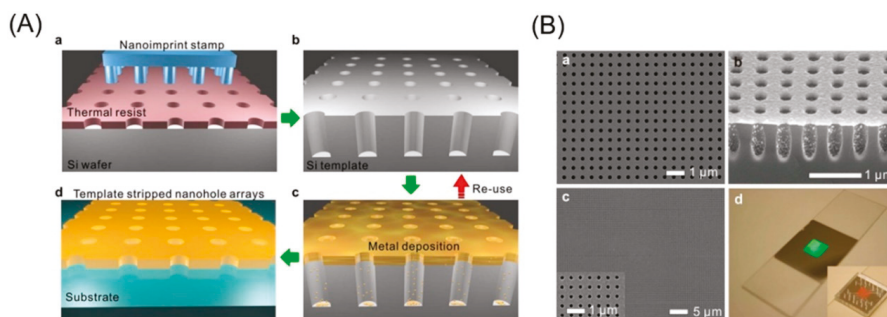 (A)
a
Nanoimprint stamp
Thermal resist
Si wafer
b
Si template
Re-use
d
Template stripped nanohole arrays
Substrate
c
Metal deposition
(B)
a
1 μm
b
1 μm
c
1 μm
5 μm
d